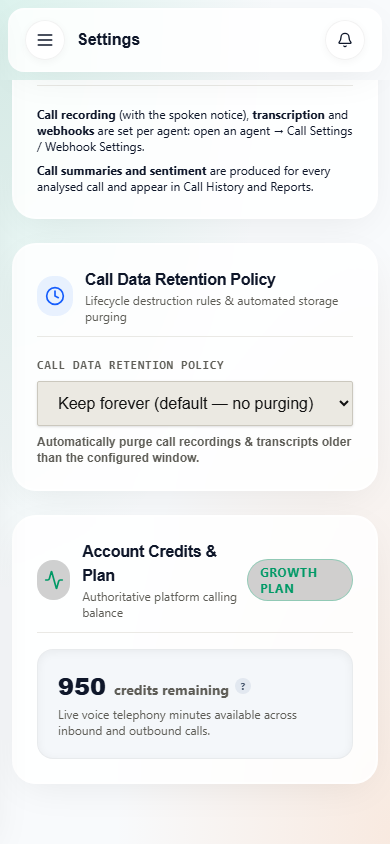 Settings
Call recording (with the spoken notice), transcription and
webhooks are set per agent: open an agent → Call Settings
/ Webhook Settings.
Call summaries and sentiment are produced for every
analysed call and appear in Call History and Reports.
Call Data Retention Policy
Lifecycle destruction rules & automated storage
purging
CALL DATA RETENTION POLICY
Keep forever (default — no purging)
Automatically purge call recordings & transcripts older
than the configured window.
Account Credits &
Plan
Authoritative platform calling
balance
GROWTH
PLAN
950 credits remaining ?
Live voice telephony minutes available across
inbound and outbound calls.